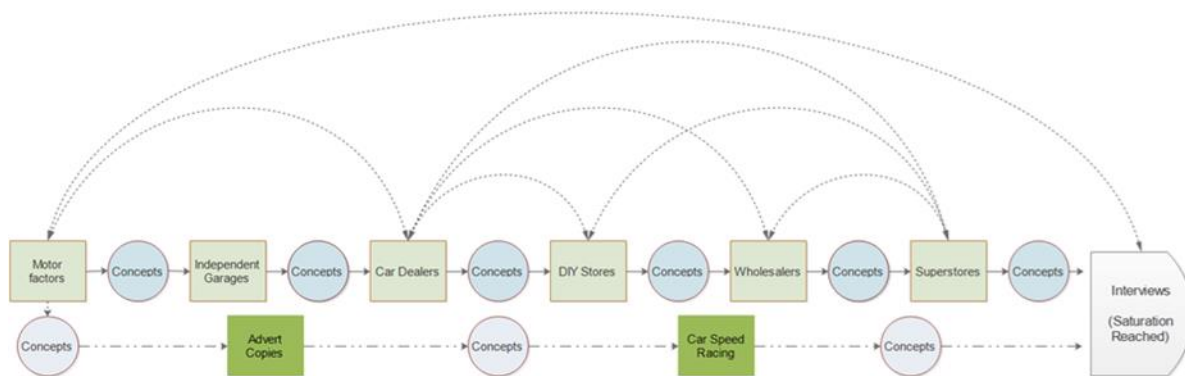 Motor
factors
Concepts
Independent
Garages
Concepts
Car Dealers
Concepts
DIY Stores
Concepts
Wholesalers
Concepts
Superstores
Concepts
Interviews
(Saturation
Reached)
Concepts
Advert
Copies
Concepts
Car Speed
Racing
Concepts